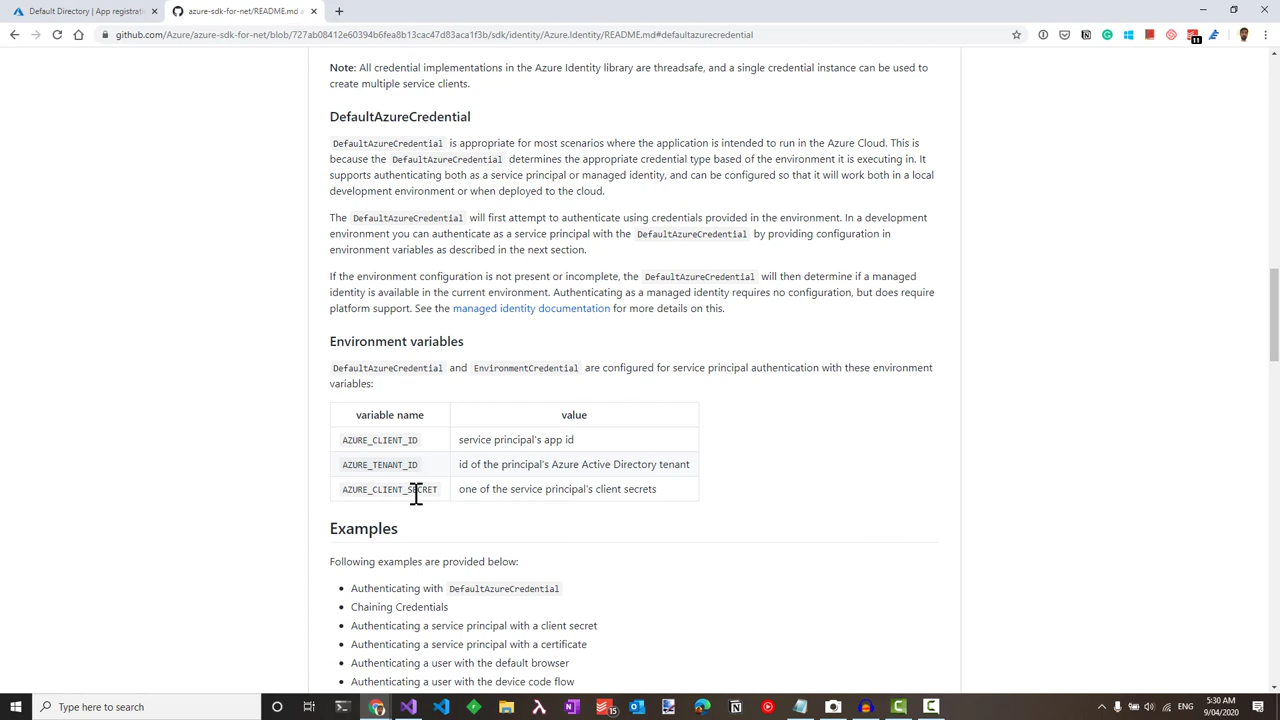 Default Directory | App registrati
azure-sdk-for-net/README.md a
github.com/Azure/azure-sdk-for-net/blob/727ab08412e60394b6fea8b13cac47d83aca1f3b/sdk/identity/Azure.Identity/README.md#defaultazurecredential
11
Note: All credential implementations in the Azure Identity library are threadsafe, and a single credential instance can be used to
create multiple service clients.
DefaultAzureCredential
DefaultAzureCredential is appropriate for most scenarios where the application is intended to run in the Azure Cloud. This is
because the DefaultAzureCredential determines the appropriate credential type based of the environment it is executing in. It
supports authenticating both as a service principal or managed identity, and can be configured so that it will work both in a local
development environment or when deployed to the cloud.
The DefaultAzureCredential will first attempt to authenticate using credentials provided in the environment. In a development
environment you can authenticate as a service principal with the DefaultAzureCredential by providing configuration in
environment variables as described in the next section.
If the environment configuration is not present or incomplete, the DefaultAzureCredential will then determine if a managed
identity is available in the current environment. Authenticating as a managed identity requires no configuration, but does require
platform support. See the managed identity documentation for more details on this.
Environment variables
DefaultAzureCredential and EnvironmentCredential are configured for service principal authentication with these environment
variables:
variable name value
AZURE_CLIENT_ID service principal's app id
AZURE_TENANT_ID id of the principal's Azure Active Directory tenant
AZURE_CLIENT_SECRET one of the service principal's client secrets
Examples
Following examples are provided below:
Authenticating with DefaultAzureCredential
Chaining Credentials
Authenticating a service principal with a client secret
Authenticating a service principal with a certificate
Authenticating a user with the default browser
Authenticating a user with the device code flow
Type here to search
15
ENG
5:30 AM
9/04/2020